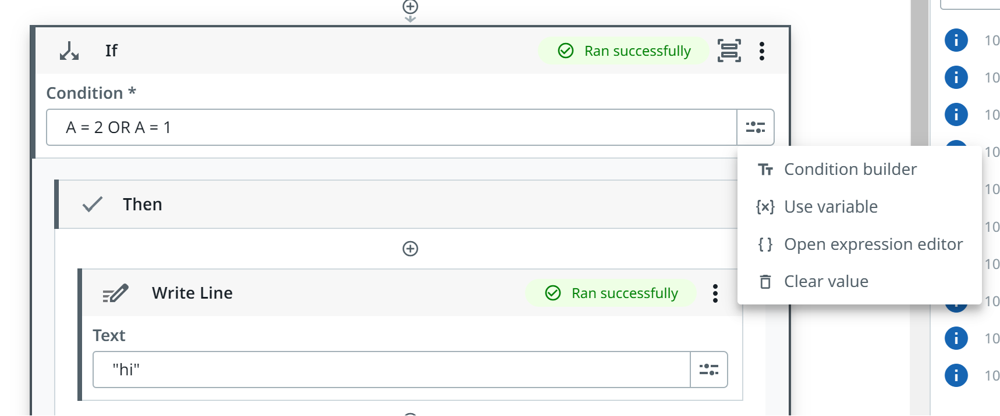 If
Ran successfully
Condition *
A = 2 OR A = 1
Condition builder
Use variable
Open expression editor
Clear value
Then
Write Line
Ran successfully
Text
"hi"
10
10
10
10
10
10
10
10
10
10